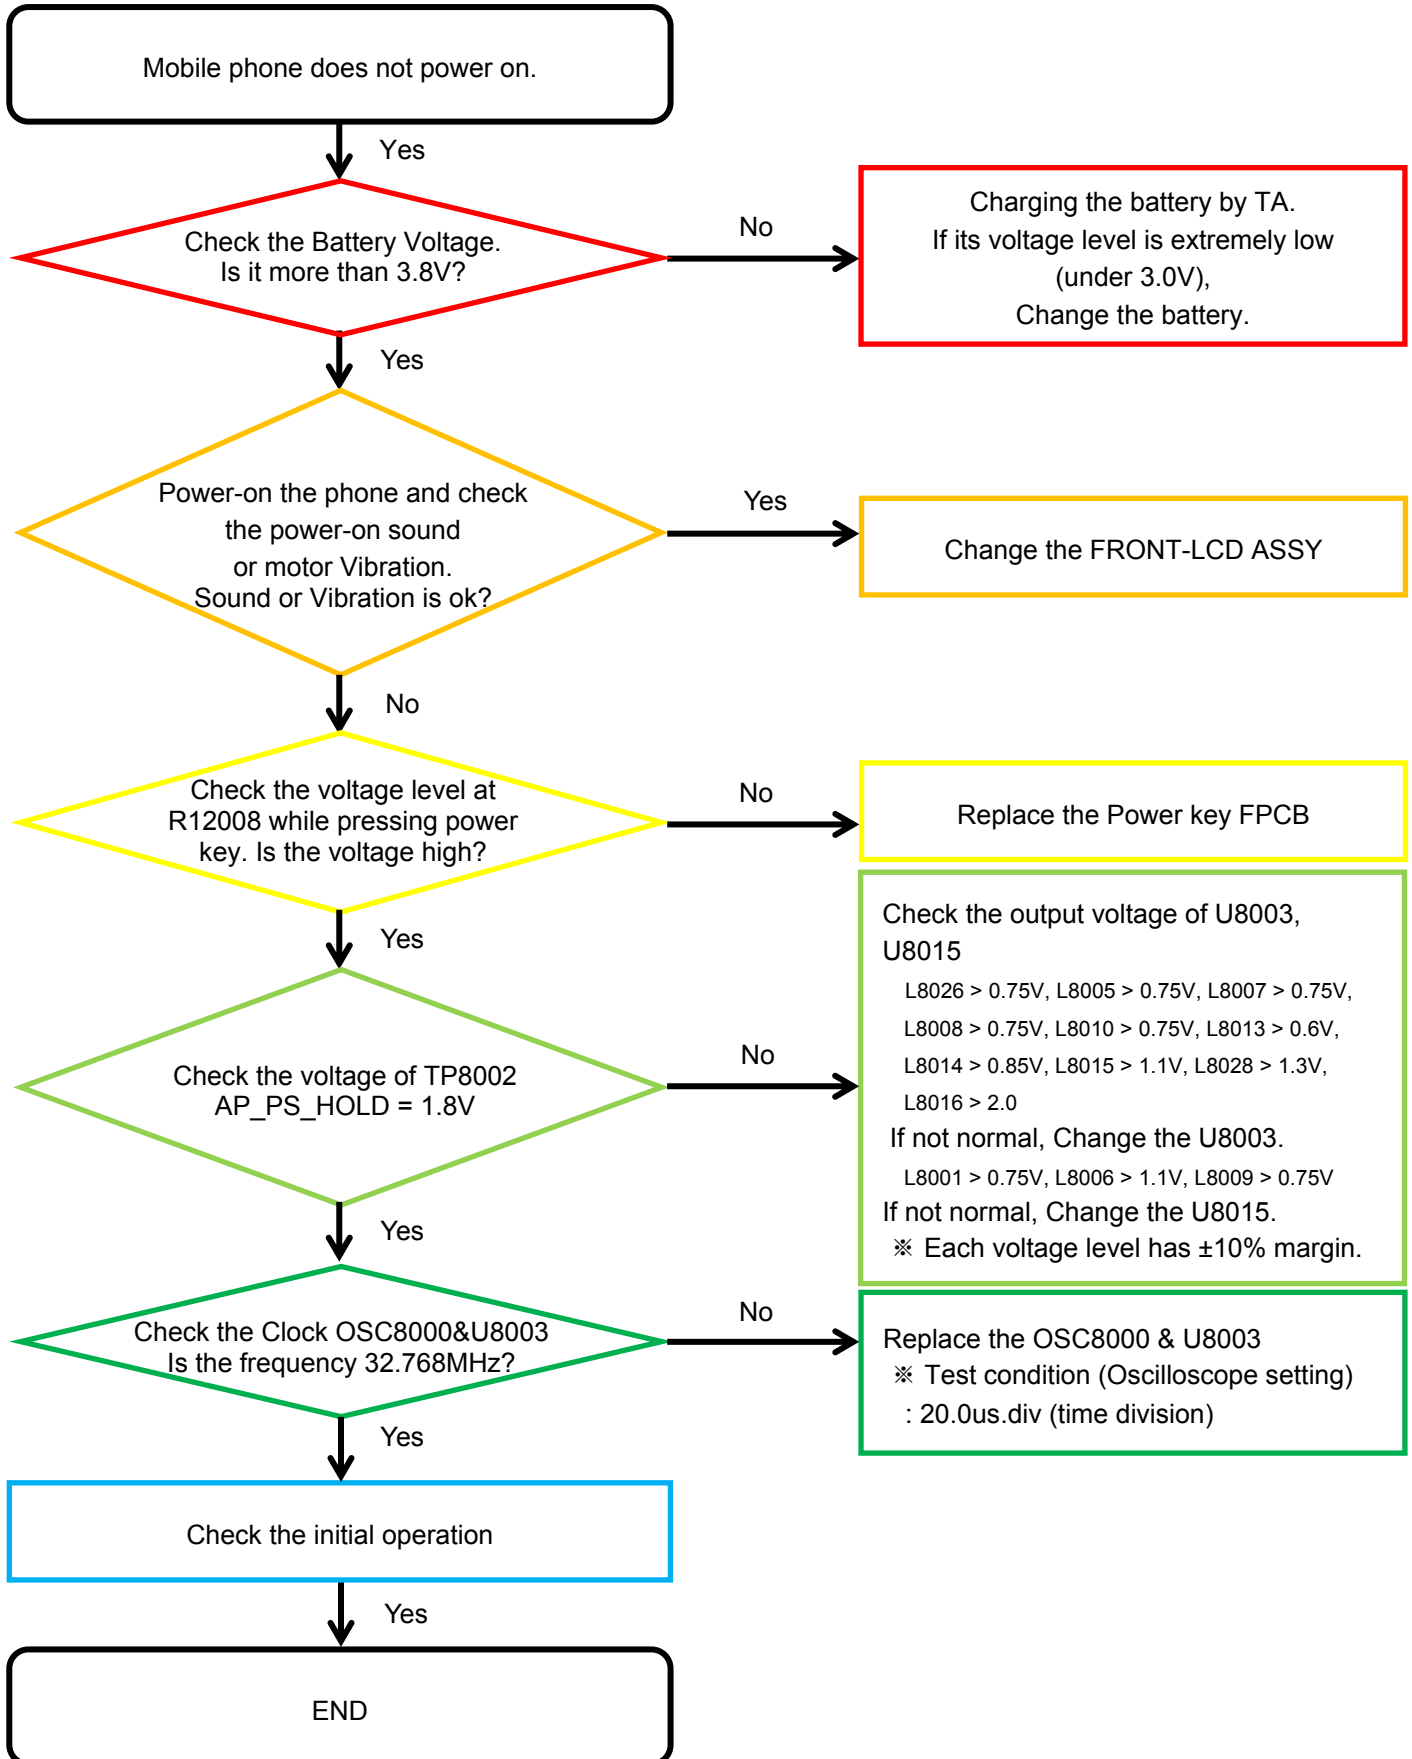 Mobile phone does not power on.
Yes
Check the Battery Voltage.
Is it more than 3.8V?
No
Charging the battery by TA.
If its voltage level is extremely low
(under 3.0V),
Change the battery.
Yes
Power-on the phone and check
the power-on sound
or motor Vibration.
Sound or Vibration is ok?
Yes
Change the FRONT-LCD ASSY
No
Check the voltage level at
R12008 while pressing power
key. Is the voltage high?
No
Replace the Power key FPCB
Yes
Check the voltage of TP8002
AP_PS_HOLD = 1.8V
No
Check the output voltage of U8003,
U8015
L8026 > 0.75V, L8005 > 0.75V, L8007 > 0.75V,
L8008 > 0.75V, L8010 > 0.75V, L8013 > 0.6V,
L8014 > 0.85V, L8015 > 1.1V, L8028 > 1.3V,
L8016 > 2.0
If not normal, Change the U8003.
L8001 > 0.75V, L8006 > 1.1V, L8009 > 0.75V
If not normal, Change the U8015.
※ Each voltage level has ±10% margin.
Yes
Check the Clock OSC8000&U8003
Is the frequency 32.768MHz?
No
Replace the OSC8000 & U8003
※ Test condition (Oscilloscope setting)
: 20.0us.div (time division)
Yes
Check the initial operation
Yes
END